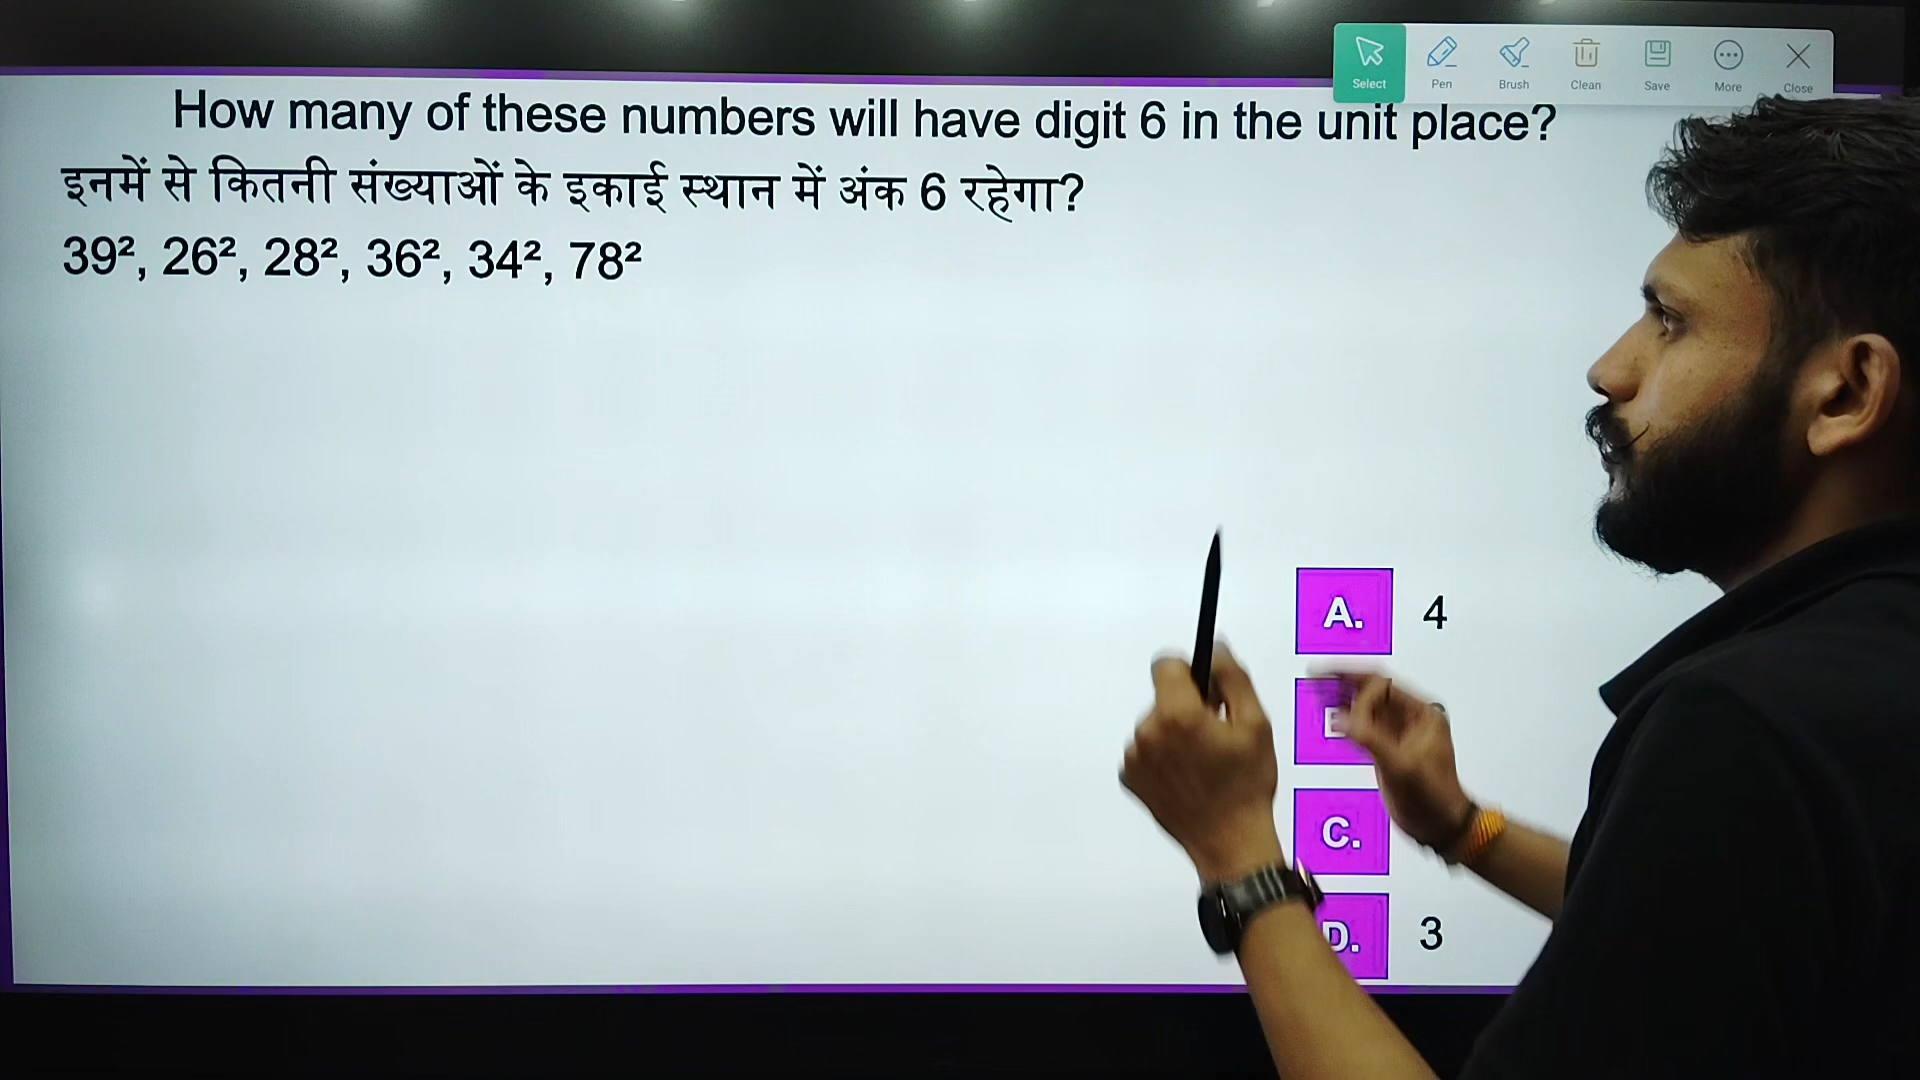 Select Pen Brush Clean Save More Close
How many of these numbers will have digit 6 in the unit place?
इनमें से कितनी संख्याओं के इकाई स्थान में अंक 6 रहेगा?
39², 26², 28², 36², 34², 78²
A. 4
C.
D. 3